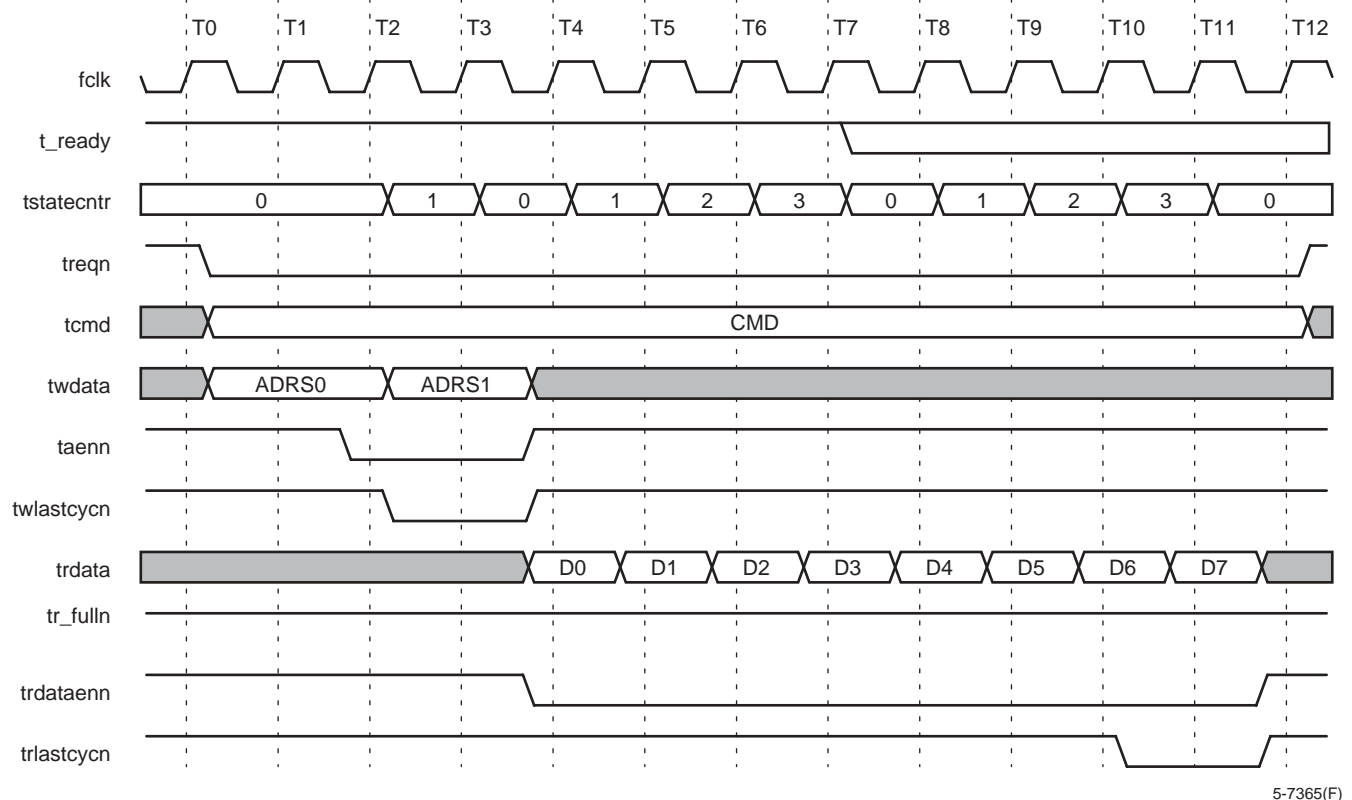 T0 T1 T2 T3 T4 T5 T6 T7 T8 T9 T10 T11 T12
fclk
t_ready
tstatecntr 0 1 0 1 2 3 0 1 2 3 0
treqn
tcmd CMD
twdata ADRS0 ADRS1
taenn
twlastcycn
trdata D0 D1 D2 D3 D4 D5 D6 D7
tr_fulln
trdataenn
trlastcycn
5-7365(F)